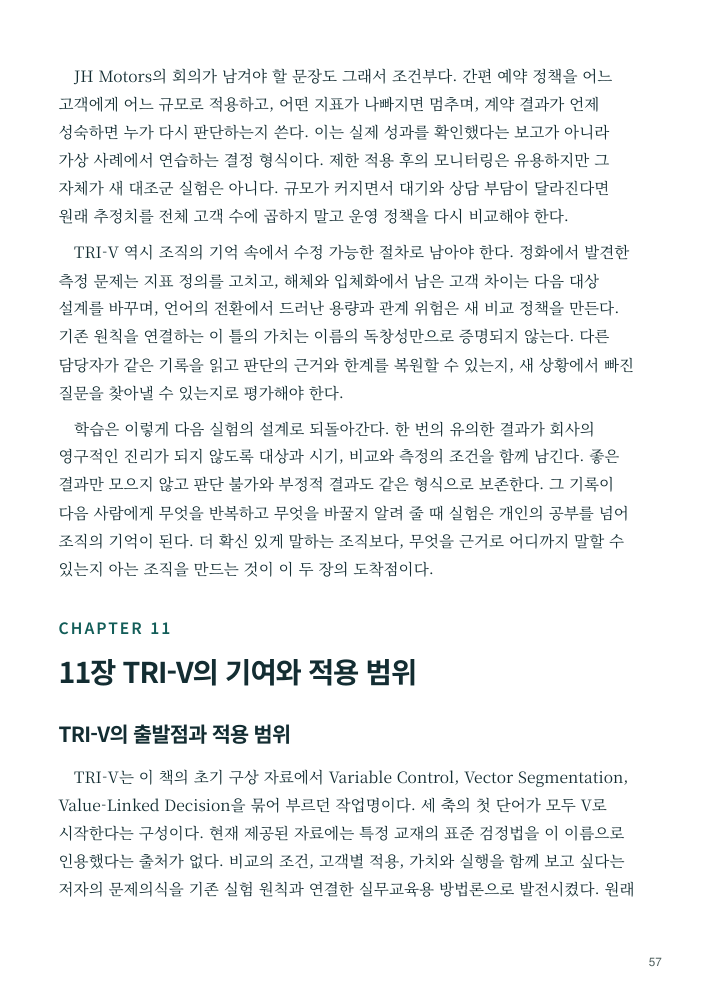 JH Motors의 회의가 남겨야 할 문장도 그래서 조건부다. 간편 예약 정책을 어느
고객에게 어느 규모로 적용하고, 어떤 지표가 나빠지면 멈추며, 계약 결과가 언제
성숙하면 누가 다시 판단하는지 쓴다. 이는 실제 성과를 확인했다는 보고가 아니라
가상 사례에서 연습하는 결정 형식이다. 제한 적용 후의 모니터링은 유용하지만 그
자체가 새 대조군 실험은 아니다. 규모가 커지면서 대기와 상담 부담이 달라진다면
원래 추정치를 전체 고객 수에 곱하지 말고 운영 정책을 다시 비교해야 한다.
TRI-V 역시 조직의 기억 속에서 수정 가능한 절차로 남아야 한다. 정화에서 발견한
측정 문제는 지표 정의를 고치고, 해체와 입체화에서 남은 고객 차이는 다음 대상
설계를 바꾸며, 언어의 전환에서 드러난 용량과 관계 위험은 새 비교 정책을 만든다.
기존 원칙을 연결하는 이 틀의 가치는 이름의 독창성만으로 증명되지 않는다. 다른
담당자가 같은 기록을 읽고 판단의 근거와 한계를 복원할 수 있는지, 새 상황에서 빠진
질문을 찾아낼 수 있는지로 평가해야 한다.
학습은 이렇게 다음 실험의 설계로 되돌아간다. 한 번의 유의한 결과가 회사의
영구적인 진리가 되지 않도록 대상과 시기, 비교와 측정의 조건을 함께 남긴다. 좋은
결과만 모으지 않고 판단 불가와 부정적 결과도 같은 형식으로 보존한다. 그 기록이
다음 사람에게 무엇을 반복하고 무엇을 바꿀지 알려 줄 때 실험은 개인의 공부를 넘어
조직의 기억이 된다. 더 확신 있게 말하는 조직보다, 무엇을 근거로 어디까지 말할 수
있는지 아는 조직을 만드는 것이 이 두 장의 도착점이다.
CHAPTER 11
11장 TRI-V의 기여와 적용 범위
TRI-V의 출발점과 적용 범위
TRI-V는 이 책의 초기 구상 자료에서 Variable Control, Vector Segmentation,
Value-Linked Decision을 묶어 부르던 작업명이다. 세 축의 첫 단어가 모두 V로
시작한다는 구성이다. 현재 제공된 자료에는 특정 교재의 표준 검정법을 이 이름으로
인용했다는 출처가 없다. 비교의 조건, 고객별 적용, 가치와 실행을 함께 보고 싶다는
저자의 문제의식을 기존 실험 원칙과 연결한 실무교육용 방법론으로 발전시켰다. 원래
57